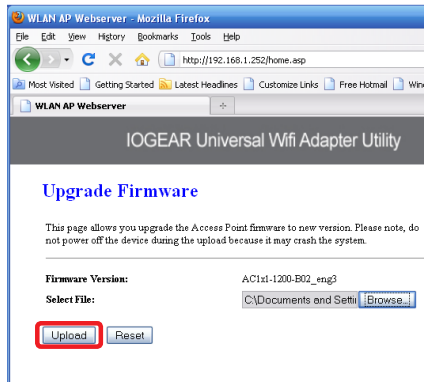 WLAN AP Webserver - Mozilla Firefox
File Edit View History Bookmarks Tools Help
http://192.168.1.252/home.asp
Most Visited Getting Started Latest Headlines Customize Links Free Hotmail Win
WLAN AP Webserver
IOGEAR Universal Wifi Adapter Utility
Upgrade Firmware
This page allows you upgrade the Access Point firmware to new version. Please note, do
not power off the device during the upload because it may crash the system.
Firmware Version: AC1x1-1200-B02_eng3
Select File: C:\Documents and Setti Browse...
Upload Reset